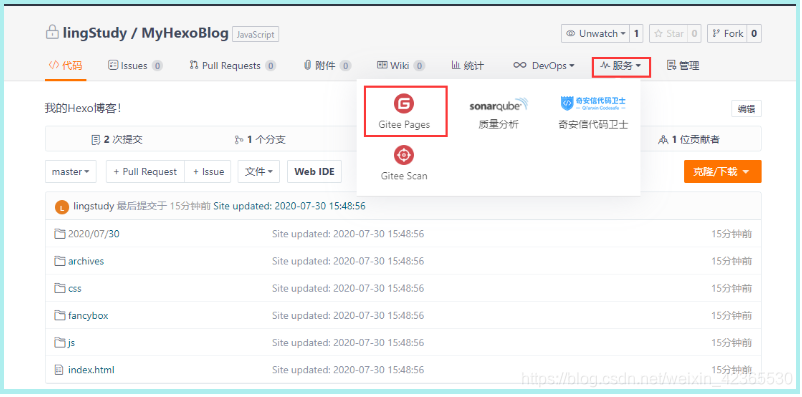 lingStudy / MyHexoBlog JavaScript Unwatch 1 Star 0 Fork 0
代码 Issues 0 Pull Requests 0 附件 0 Wiki 0 统计 DevOps 服务 管理
我的Hexo博客！ 编辑
G sonarqube 奇安信代码卫士
Gitee Pages 质量分析 奇安信代码卫士
2 次提交 1 个分支 1 位贡献者
Gitee Scan
master + Pull Request + Issue 文件 Web IDE 克隆/下载
L lingstudy 最后提交于 15分钟前 Site updated: 2020-07-30 15:48:56
2020/07/30 Site updated: 2020-07-30 15:48:56 15分钟前
archives Site updated: 2020-07-30 15:48:56 15分钟前
css Site updated: 2020-07-30 15:48:56 15分钟前
fancybox Site updated: 2020-07-30 15:48:56 15分钟前
js Site updated: 2020-07-30 15:48:56 15分钟前
index.html Site updated: 2020-07-30 15:48:56 15分钟前
https://blog.csdn.net/weixin_42365530